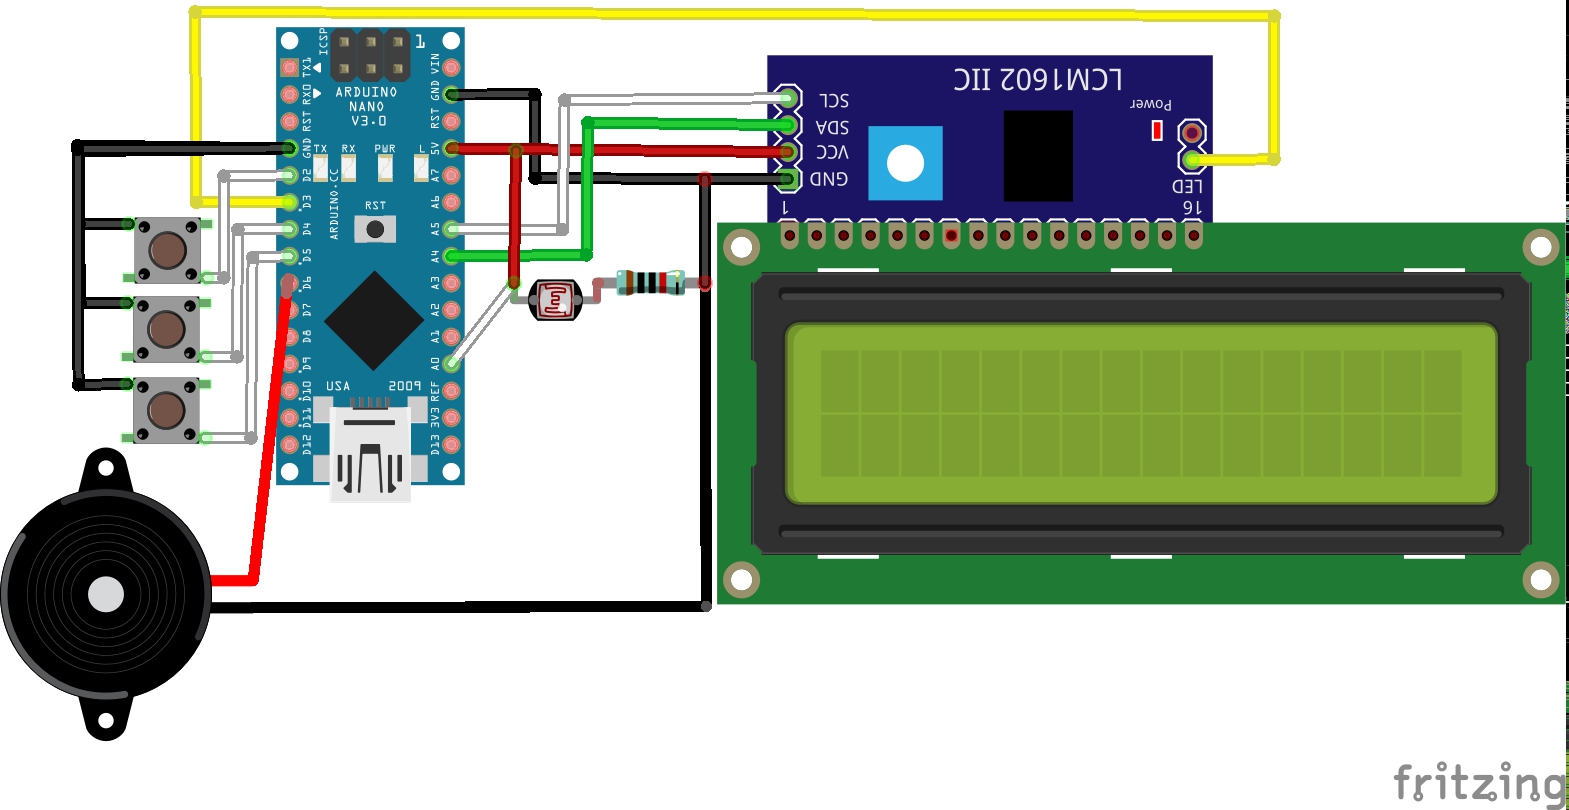 ICSP
1
TX1
RX0
RST
GND
D2
D3
D4
D5
D6
D7
D8
D9
D10
D11
D12
VIN
GND
RST
5V
A7
A6
A5
A4
A3
A2
A1
A0
REF
3V3
D13
ARDUINO
NANO
V3.0
TX RX PWR L
ARDUINO.CC
RST
USA 2009
LCM1602 IIC
SCL
SDA
VCC
GND
Power
LED
1
16
fritzing